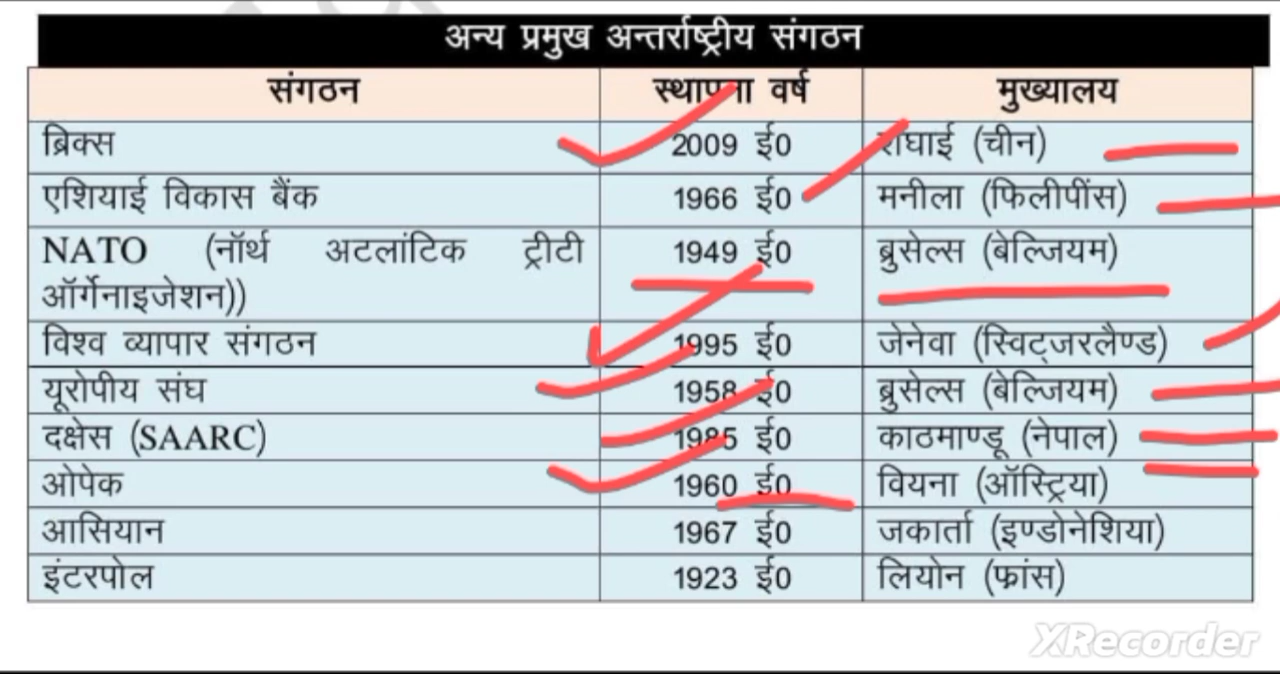 अन्य प्रमुख अन्तर्राष्ट्रीय संगठन
संगठन स्थापना वर्ष मुख्यालय
ब्रिक्स 2009 ई0 शंघाई (चीन)
एशियाई विकास बैंक 1966 ई0 मनीला (फिलीपींस)
NATO (नॉर्थ अटलांटिक ट्रीटी 1949 ई0 ब्रुसेल्स (बेल्जियम)
ऑर्गेनाइजेशन))
विश्व व्यापार संगठन 1995 ई0 जेनेवा (स्विट्जरलैण्ड)
यूरोपीय संघ 1958 ई0 ब्रुसेल्स (बेल्जियम)
दक्षेस (SAARC) 1985 ई0 काठमाण्डू (नेपाल)
ओपेक 1960 ई0 वियना (ऑस्ट्रिया)
आसियान 1967 ई0 जकार्ता (इण्डोनेशिया)
इंटरपोल 1923 ई0 लियोन (फ्रांस)
XRecorder